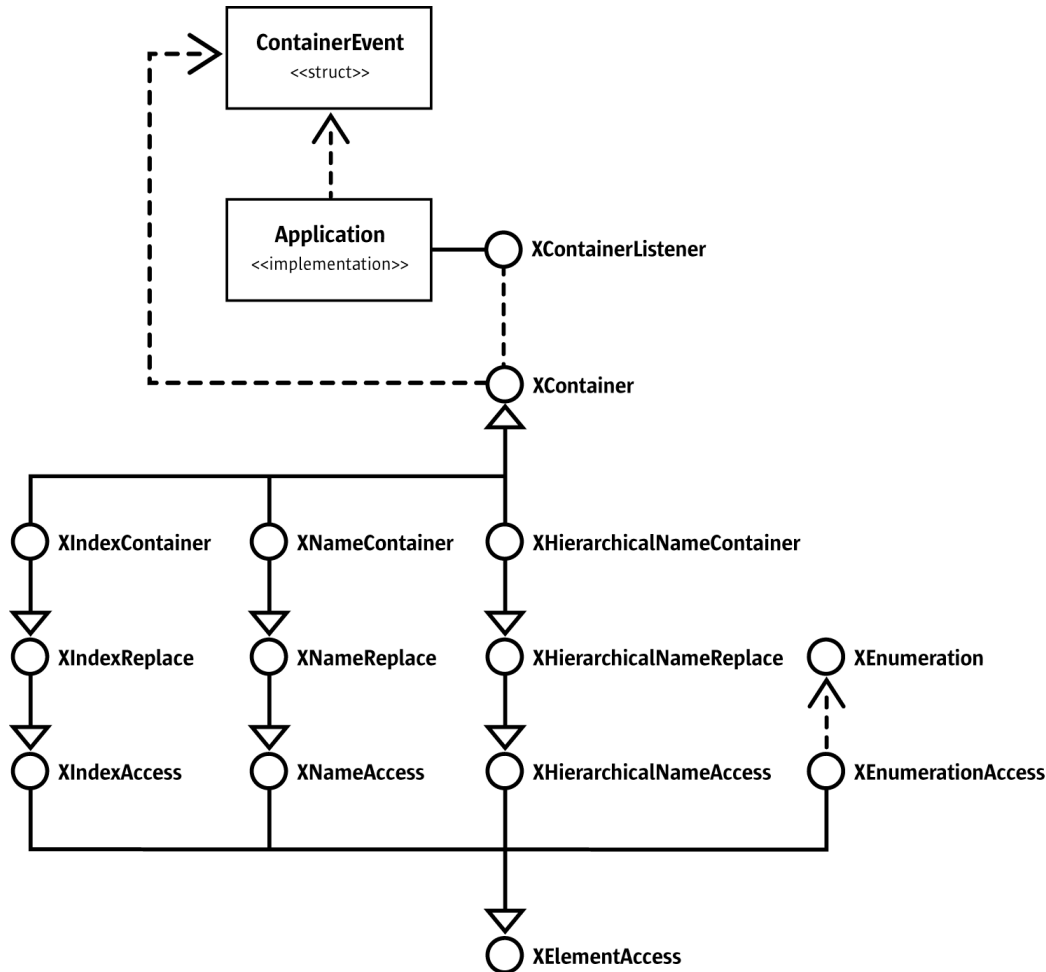 ContainerEvent
<<struct>>
Application
<<implementation>>
XContainerListener
XContainer
XIndexContainer
XNameContainer
XHierarchicalNameContainer
XIndexReplace
XNameReplace
XHierarchicalNameReplace
XEnumeration
XIndexAccess
XNameAccess
XHierarchicalNameAccess
XEnumerationAccess
XElementAccess